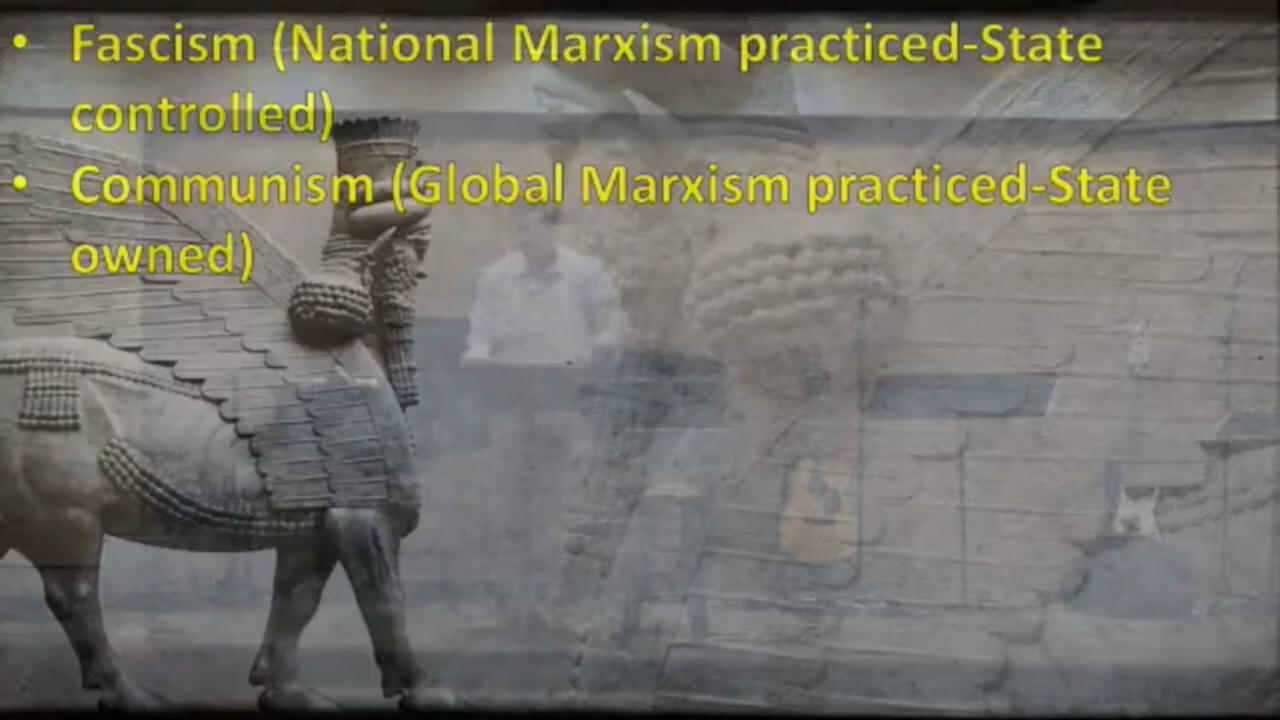 • Fascism (National Marxism practiced-State
controlled)
• Communism (Global Marxism practiced-State
owned)